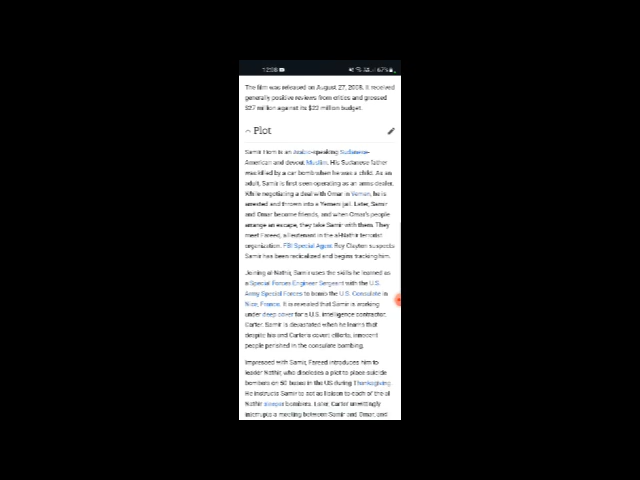 12:08
67%
The film was released on August 27, 2008. It received
generally positive reviews from critics and grossed
$27 million against its $22 million budget.
Plot
Samir Horn is an Arabic-speaking Sudanese-
American and devout Muslim. His Sudanese father
was killed by a car bomb when he was a child. As an
adult, Samir is first seen operating as an arms dealer.
While negotiating a deal with Omar in Yemen, he is
arrested and thrown into a Yemeni jail. Later, Samir
and Omar become friends, and when Omar's people
arrange an escape, they take Samir with them. They
meet Fareed, a lieutenant in the al-Nathir terrorist
organization. FBI Special Agent Roy Clayton suspects
Samir has been radicalized and begins tracking him.
Joining al-Nathir, Samir uses the skills he learned as
a Special Forces Engineer Sergeant with the U.S.
Army Special Forces to bomb the U.S. Consulate in
Nice, France. It is revealed that Samir is working
under deep cover for a U.S. intelligence contractor,
Carter. Samir is devastated when he learns that
despite his and Carter's covert efforts, innocent
people perished in the consulate bombing.
Impressed with Samir, Fareed introduces him to
leader Nathir, who discloses a plot to place suicide
bombers on 50 buses in the US during Thanksgiving.
He instructs Samir to act as liaison to each of the al
Nathir sleeper bombers. Later, Carter unwittingly
interrupts a meeting between Samir and Omar, and